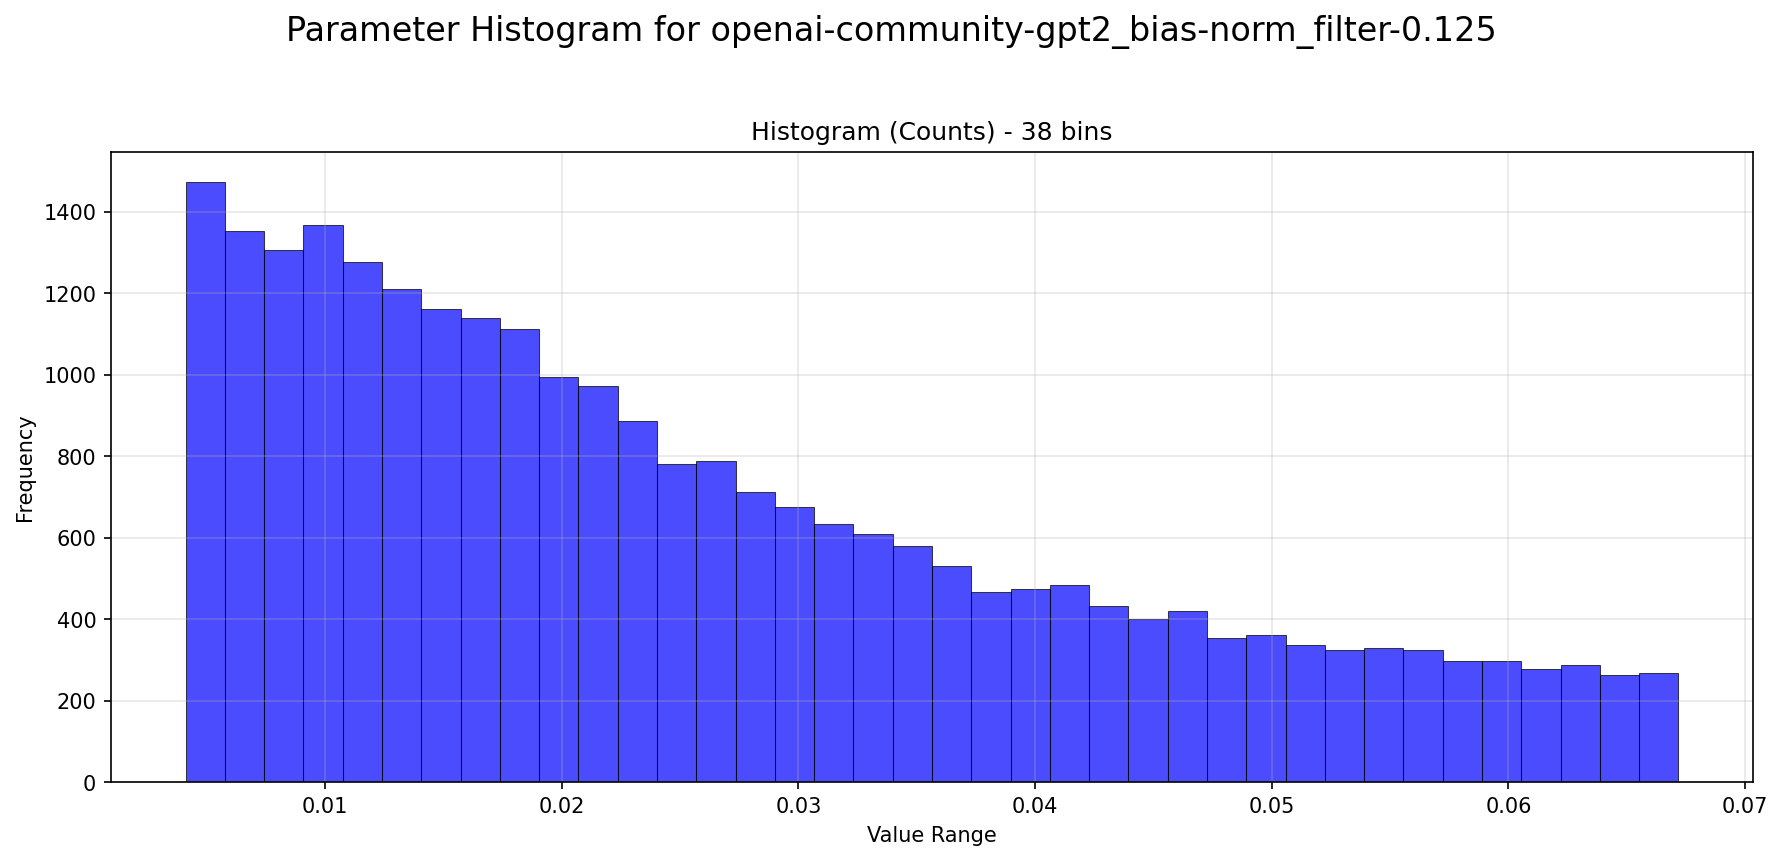 Parameter Histogram for openai-community-gpt2_bias-norm_filter-0.125
Histogram (Counts) - 38 bins
Frequency
1400
1200
1000
800
600
400
200
0
0.01 0.02 0.03 0.04 0.05 0.06 0.07
Value Range